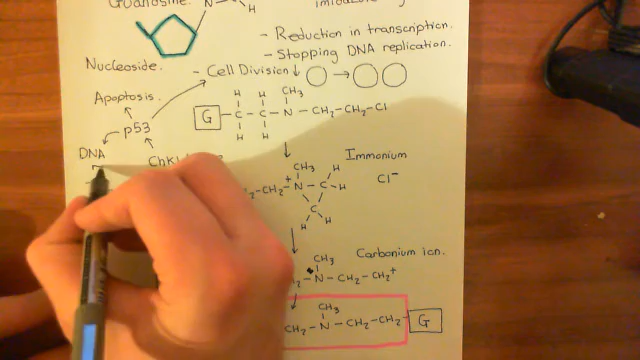 Guanosine.
N H
- Reduction in transcription.
- Stopping DNA replication.
Nucleoside.
- Cell Division ↓ ○ → ○○
Apoptosis.
p53
DNA
H H CH₃
G - C - C - N - CH₂ - CH₂ - Cl
H H
Immonium
CH₃ H
CH₂ - N⁺ - C - H
Cl⁻
C
H H
Carbonium ion.
CH₃
- N - CH₂ - CH₂⁺
CH₃
CH₂ - N - CH₂ - CH₂ - G